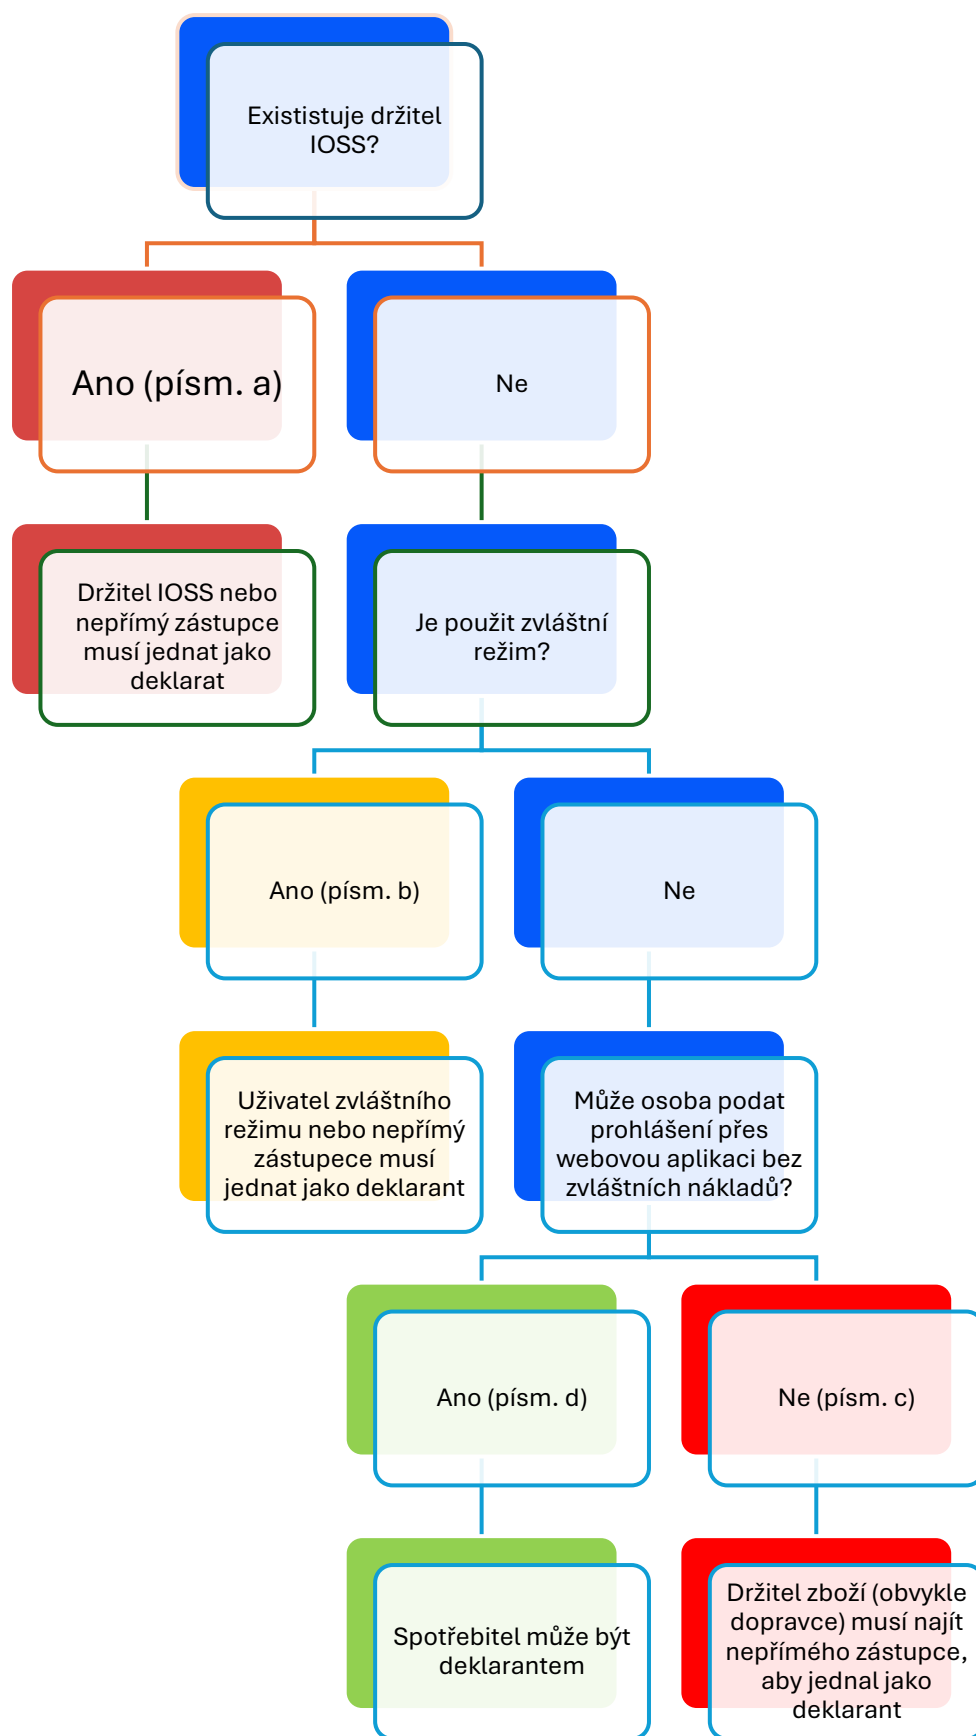 Exististuje držitel
IOSS?
Ano (písm. a)
Ne
Držitel IOSS nebo
nepřímý zástupce
musí jednat jako
deklarat
Je použit zvláštní
režim?
Ano (písm. b)
Ne
Uživatel zvláštního
režimu nebo nepřímý
zástupece musí
jednat jako deklarant
Může osoba podat
prohlášení přes
webovou aplikaci bez
zvláštních nákladů?
Ano (písm. d)
Ne (písm. c)
Spotřebitel může být
deklarantem
Držitel zboží (obvykle
dopravce) musí najít
nepřímého zástupce,
aby jednal jako
deklarant